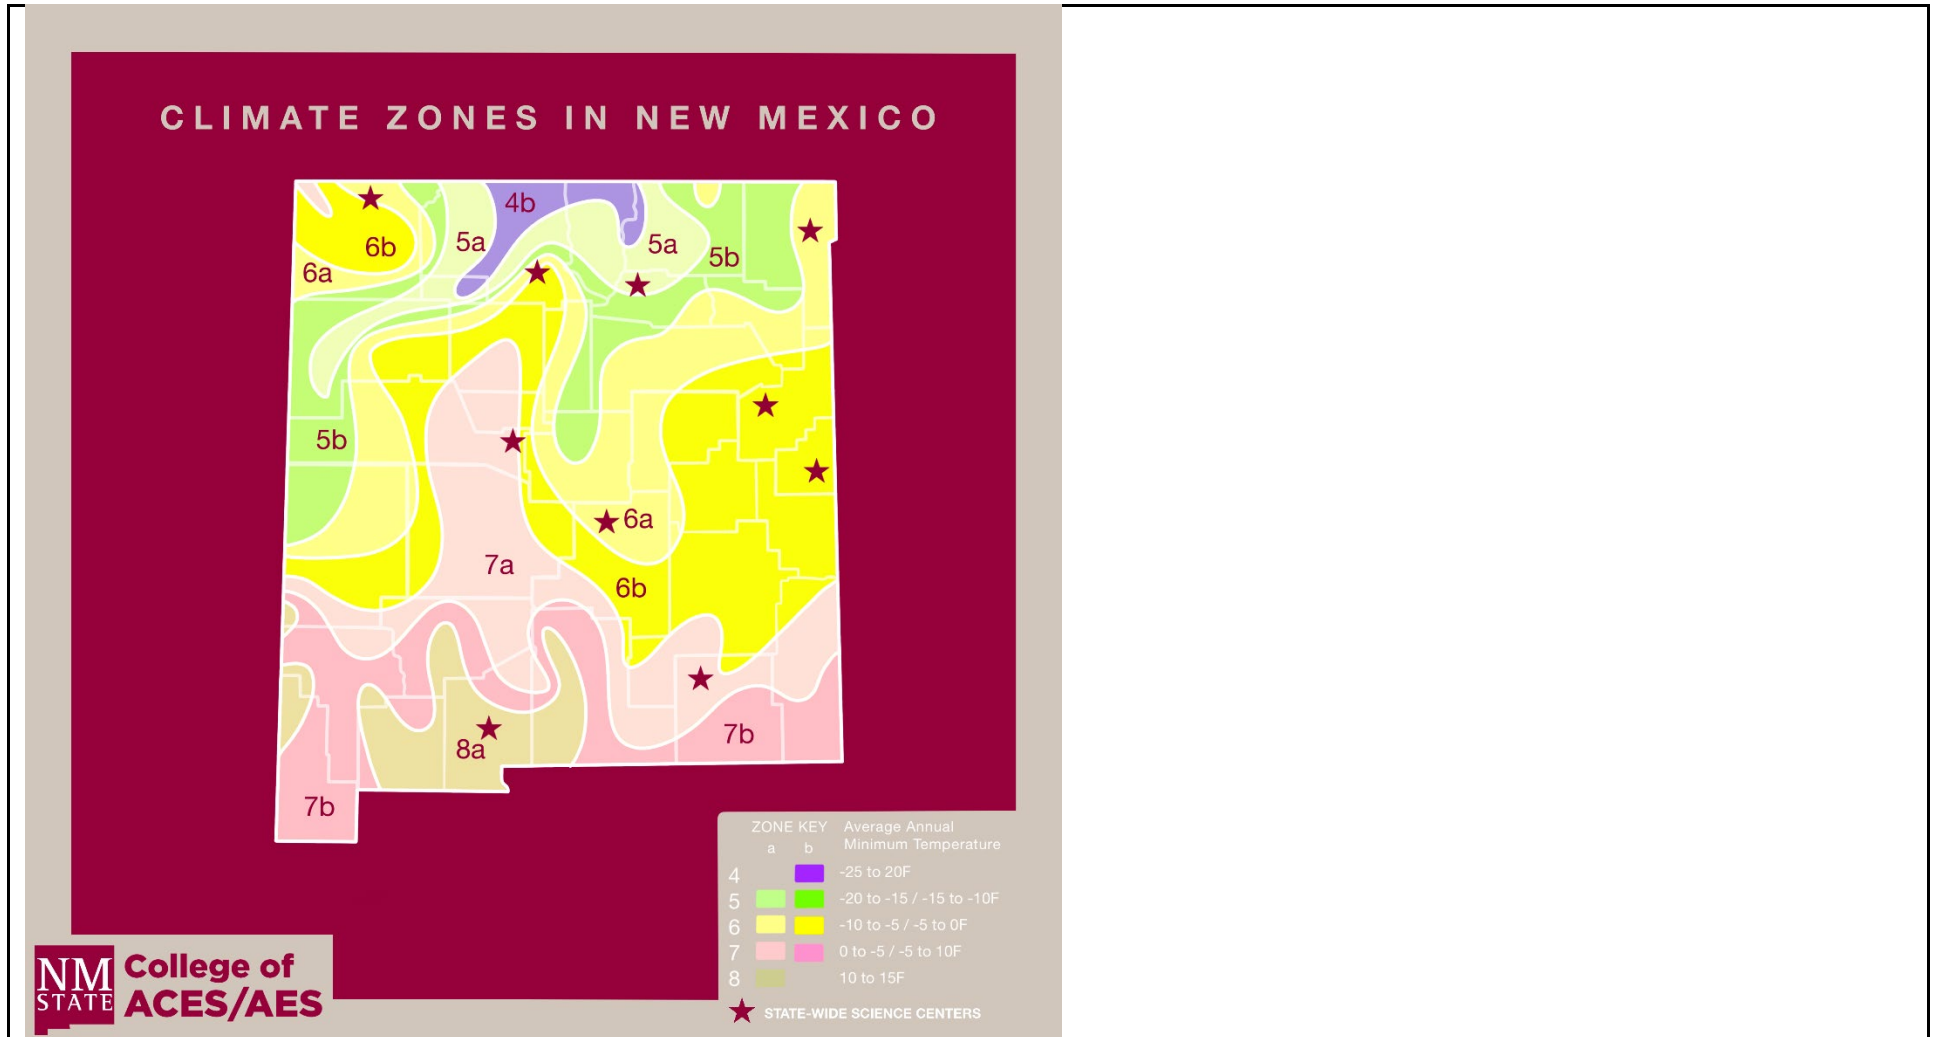 CLIMATE ZONES IN NEW MEXICO
4b
5a
5a
6b
5b
6a
5b
6a
7a
6b
7b
8a
7b
ZONE KEY Average Annual
a b Minimum Temperature
4 -25 to 20F
5 -20 to -15 / -15 to -10F
6 -10 to -5 / -5 to 0F
7 0 to -5 / -5 to 10F
8 10 to 15F
STATE-WIDE SCIENCE CENTERS
NM
STATE
College of
ACES/AES